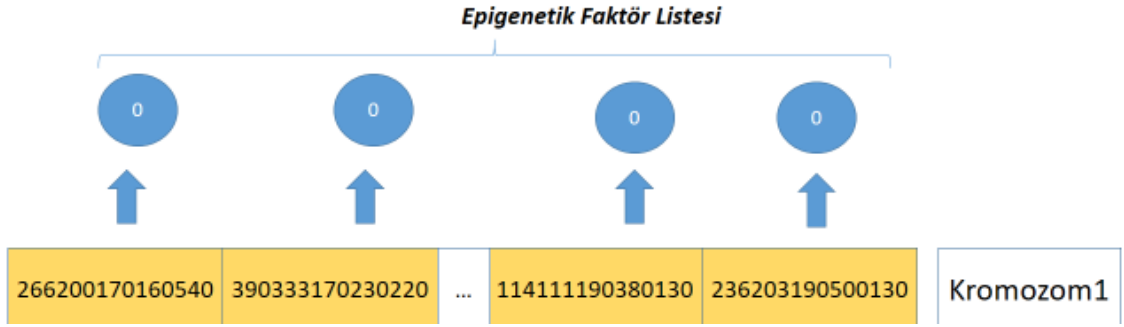 Epigenetik Faktör Listesi
0 0 0 0
266200170160540 390333170230220 ... 114111190380130 236203190500130 Kromozom1